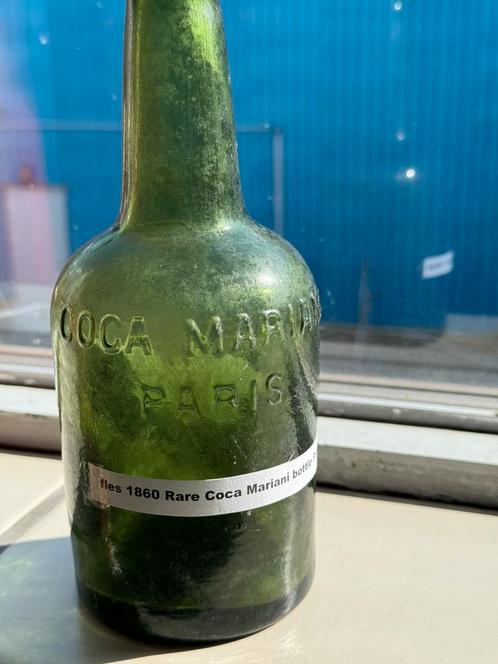 COCA MARIANI
PARIS
fles 1860 Rare Coca Mariani bottle